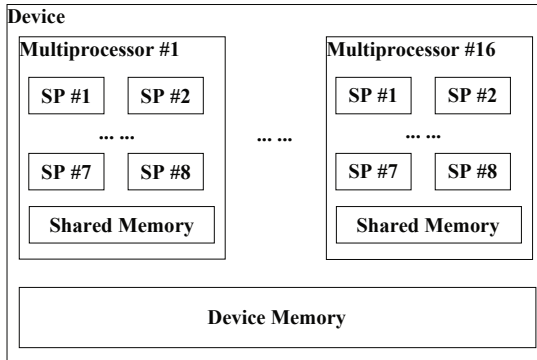 Device
Multiprocessor #1
SP #1 SP #2
... ...
SP #7 SP #8
Shared Memory
... ...
Multiprocessor #16
SP #1 SP #2
... ...
SP #7 SP #8
Shared Memory
Device Memory